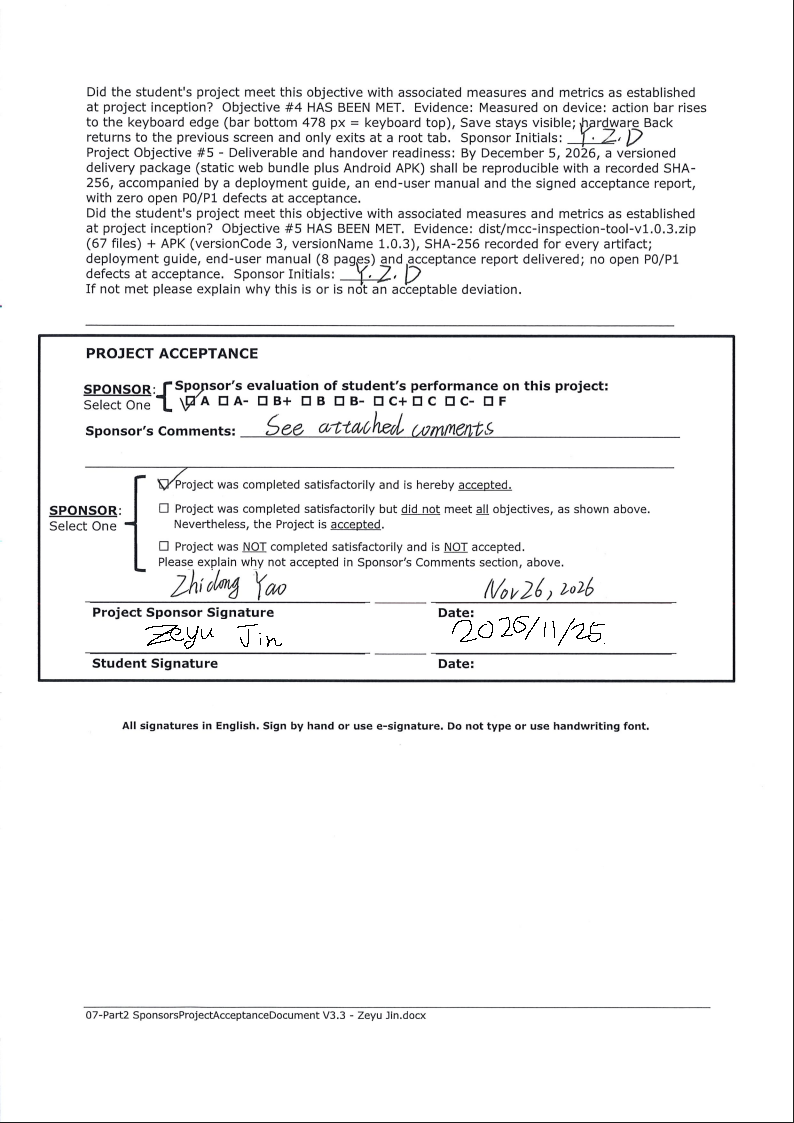 Did the student's project meet this objective with associated measures and metrics as established
at project inception?  Objective #4 HAS BEEN MET.  Evidence: Measured on device: action bar rises
to the keyboard edge (bar bottom 478 px = keyboard top), Save stays visible; hardware Back
returns to the previous screen and only exits at a root tab.  Sponsor Initials: Y. Z. D
Project Objective #5 - Deliverable and handover readiness: By December 5, 2026, a versioned
delivery package (static web bundle plus Android APK) shall be reproducible with a recorded SHA-
256, accompanied by a deployment guide, an end-user manual and the signed acceptance report,
with zero open P0/P1 defects at acceptance.
Did the student's project meet this objective with associated measures and metrics as established
at project inception?  Objective #5 HAS BEEN MET.  Evidence: dist/mcc-inspection-tool-v1.0.3.zip
(67 files) + APK (versionCode 3, versionName 1.0.3), SHA-256 recorded for every artifact;
deployment guide, end-user manual (8 pages) and acceptance report delivered; no open P0/P1
defects at acceptance.  Sponsor Initials: Y. Z. D
If not met please explain why this is or is not an acceptable deviation.
PROJECT ACCEPTANCE
SPONSOR: Sponsor's evaluation of student's performance on this project:
Select One ☑ A ☐ A- ☐ B+ ☐ B ☐ B- ☐ C+ ☐ C ☐ C- ☐ F
Sponsor's Comments: See attached comments
☑ Project was completed satisfactorily and is hereby accepted.
SPONSOR: ☐ Project was completed satisfactorily but did not meet all objectives, as shown above.
Select One Nevertheless, the Project is accepted.
☐ Project was NOT completed satisfactorily and is NOT accepted.
Please explain why not accepted in Sponsor's Comments section, above.
Zhidong Yao Nov 26, 2026
Project Sponsor Signature Date:
Zeyu Jin 2026/11/25
Student Signature Date:
All signatures in English. Sign by hand or use e-signature. Do not type or use handwriting font.
07-Part2 SponsorsProjectAcceptanceDocument V3.3 - Zeyu Jin.docx